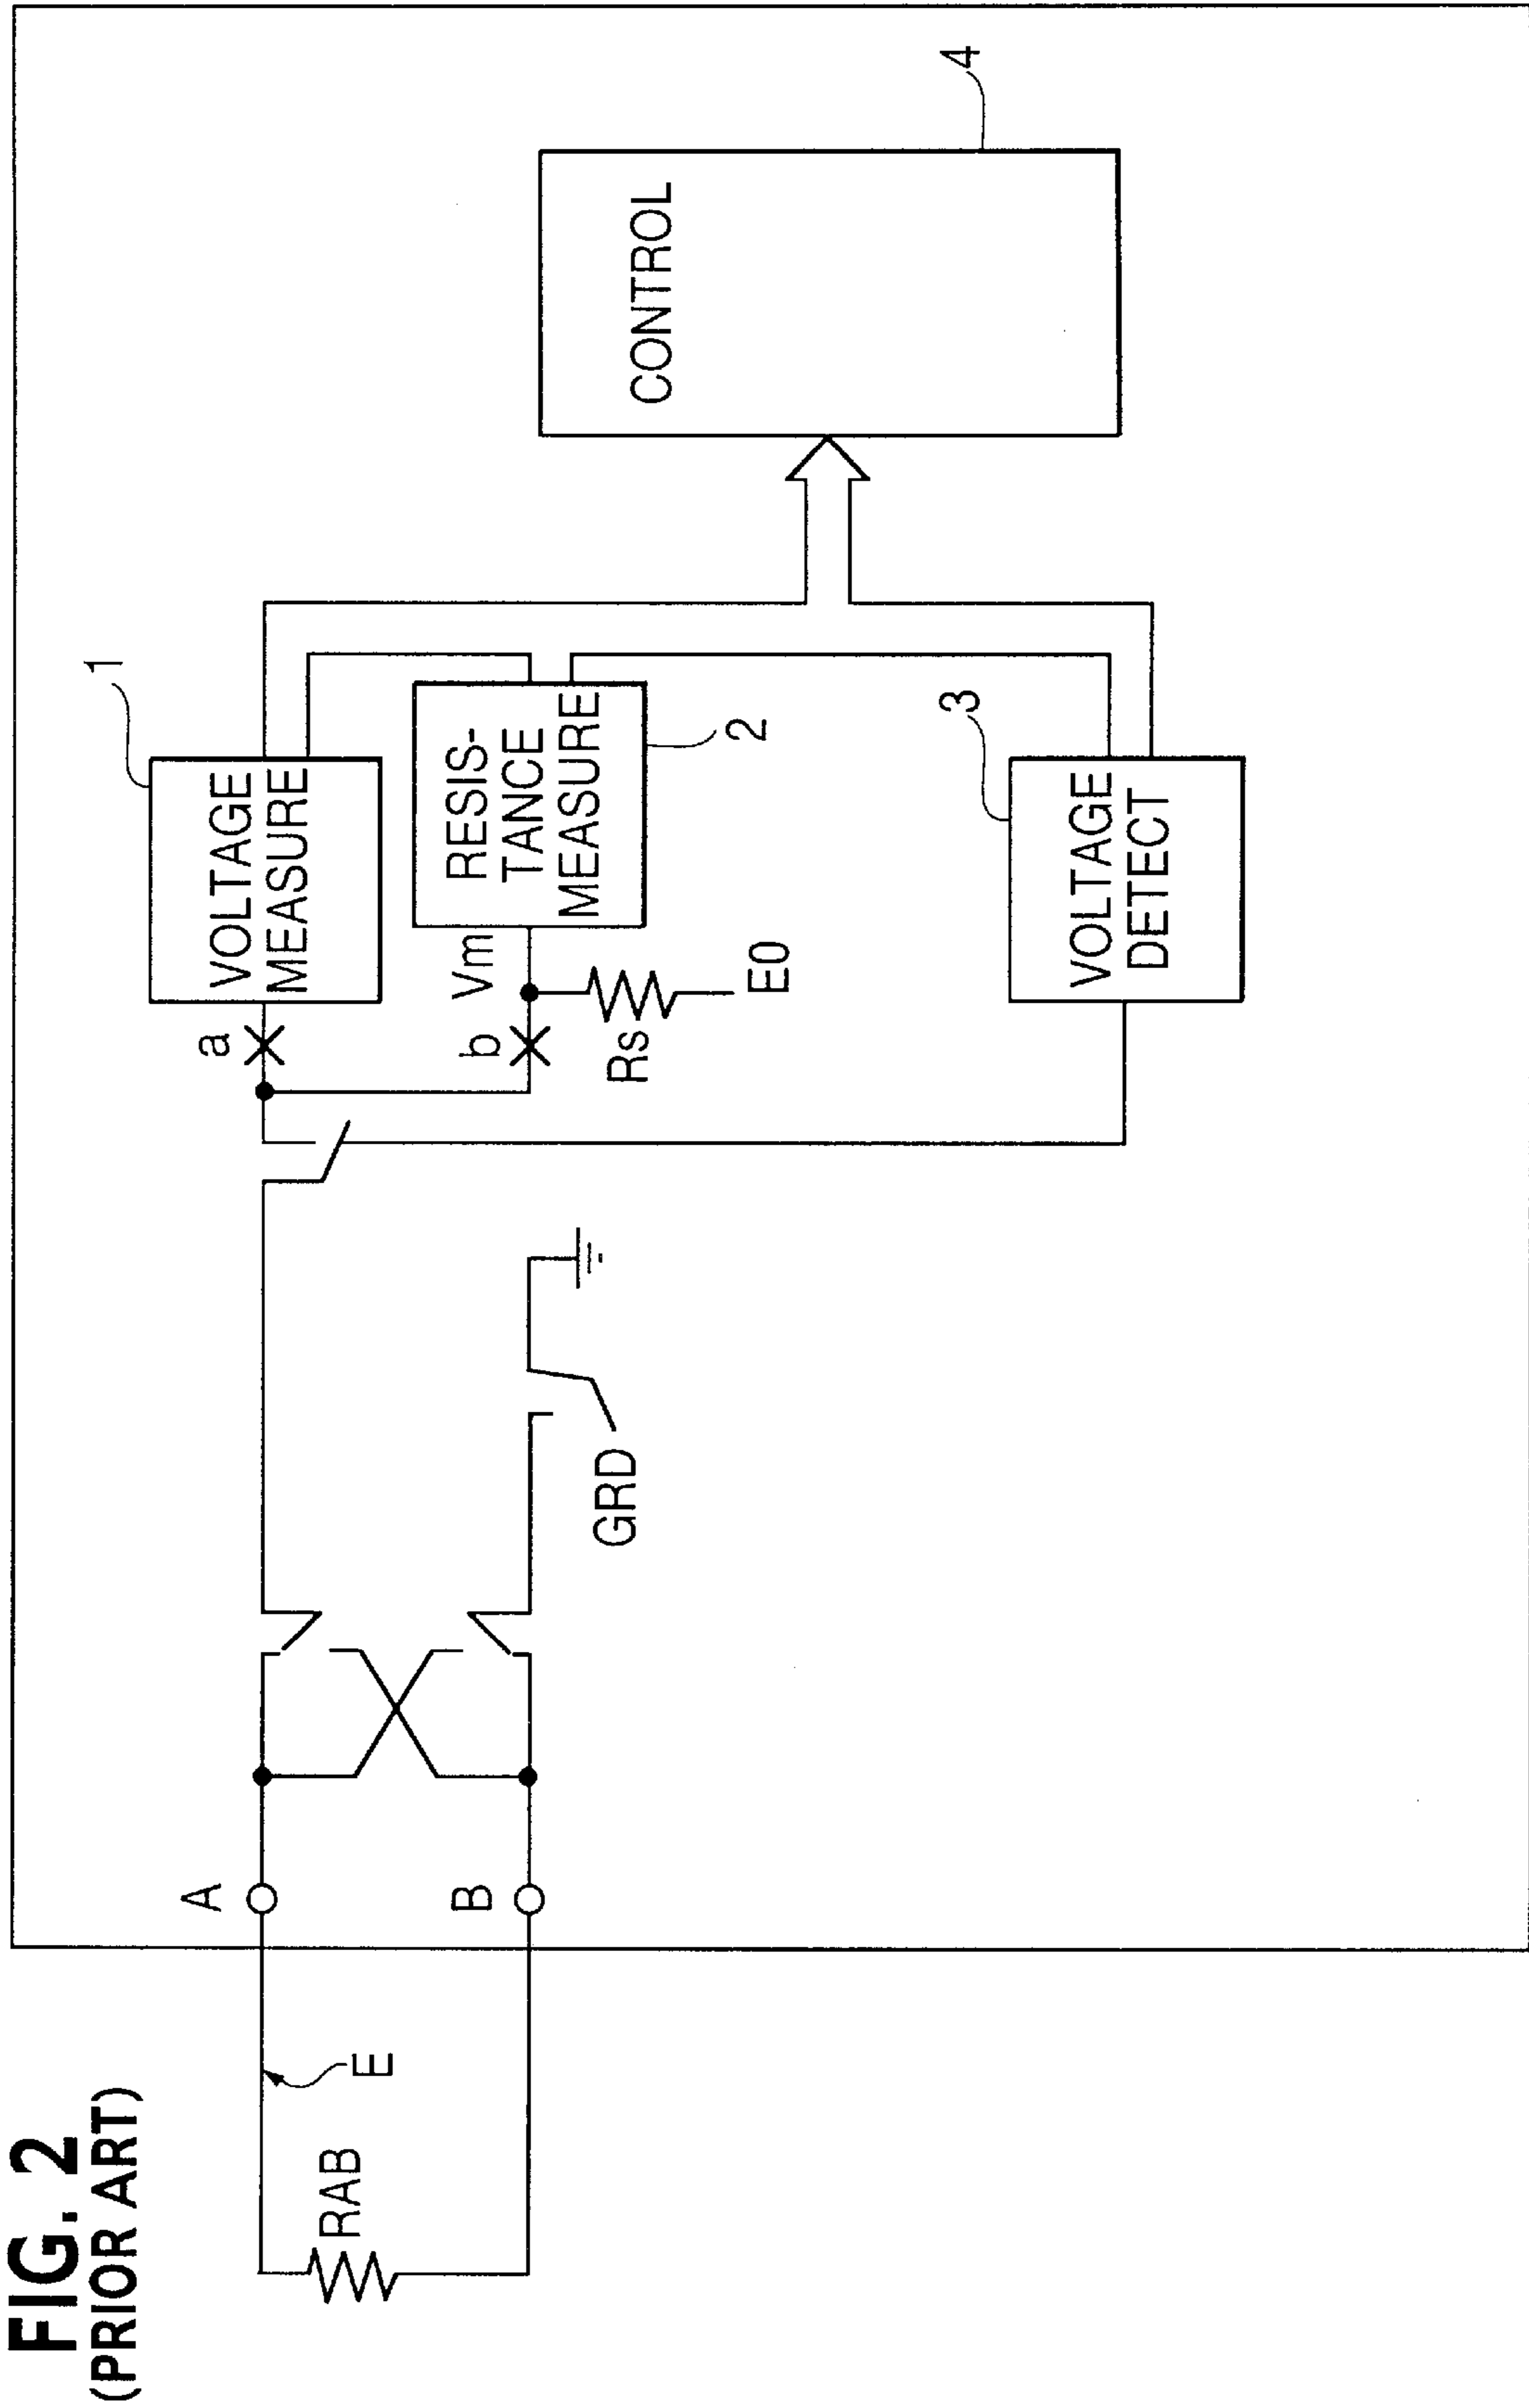 FIG. 2
(PRIOR ART)
RAB
E
A
B
GRD
a
b
Vm
Rs
E0
VOLTAGE
MEASURE
1
RESIS-
TANCE
MEASURE
2
VOLTAGE
DETECT
3
CONTROL
4